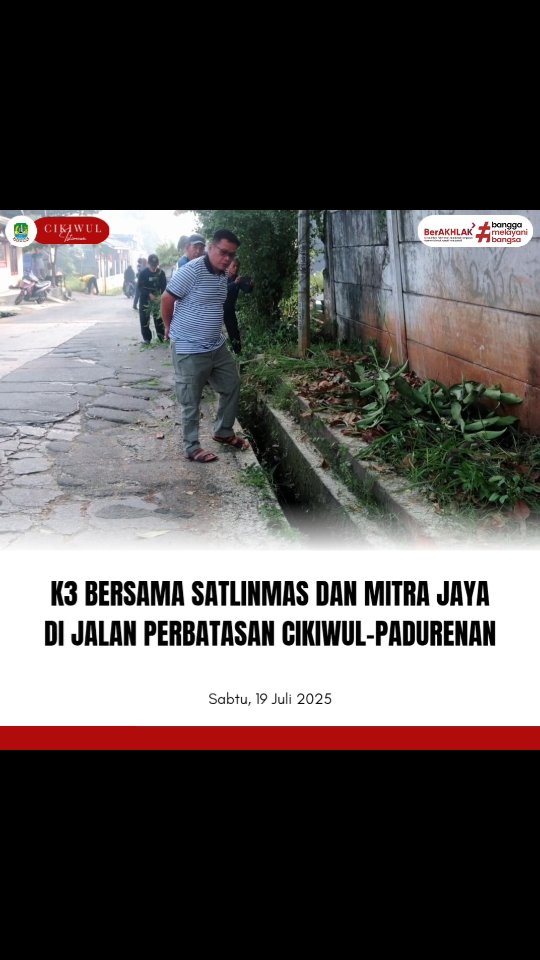 CIKIWUL
Istimewa
BerAKHLAK
#bangga
melayani
bangsa
K3 BERSAMA SATLINMAS DAN MITRA JAYA
DI JALAN PERBATASAN CIKIWUL-PADURENAN
Sabtu, 19 Juli 2025